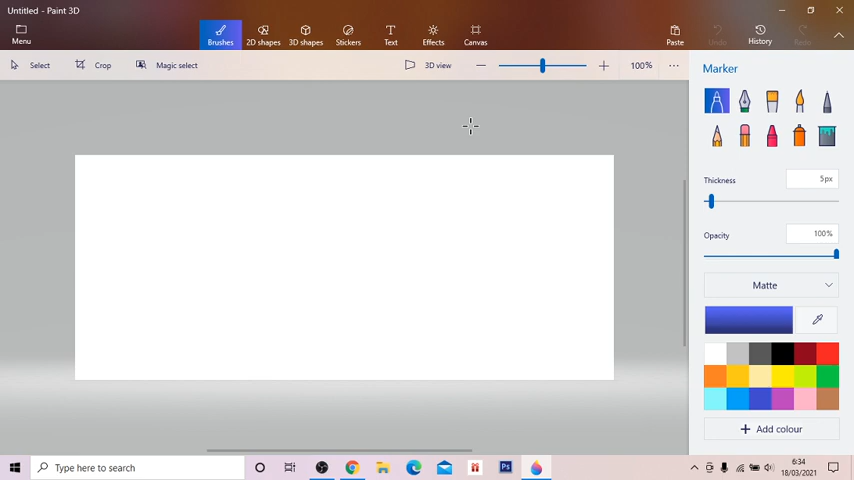 Untitled - Paint 3D
Menu
Brushes
2D shapes
3D shapes
Stickers
Text
Effects
Canvas
Paste
Undo
History
Redo
Select
Crop
Magic select
3D view
100%
Marker
Thickness
5px
Opacity
100%
Matte
Add colour
Type here to search
Ps
6:34
18/03/2021